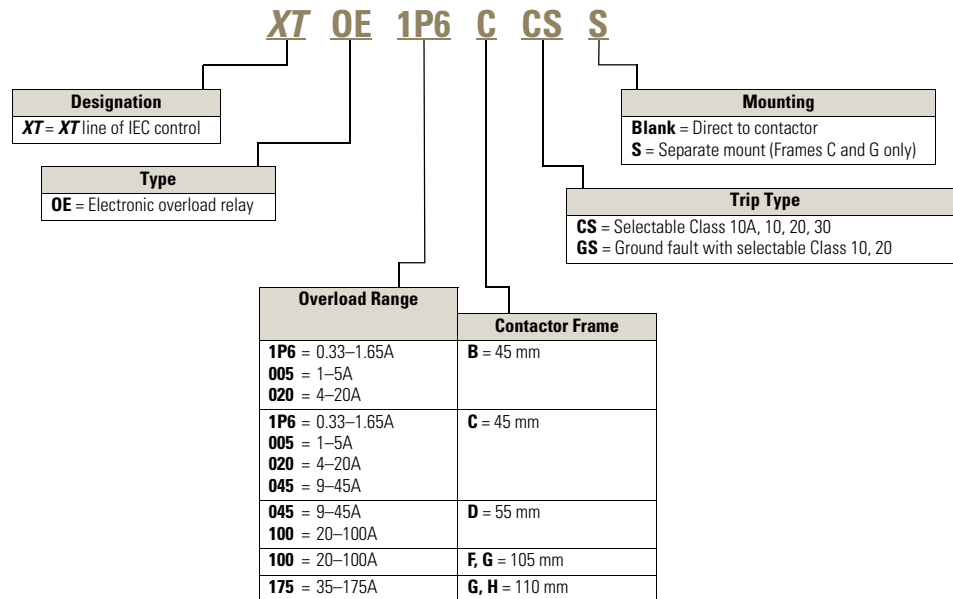 XT OE 1P6 C CS S
Designation
XT = XT line of IEC control
Type
OE = Electronic overload relay
Mounting
Blank = Direct to contactor
S = Separate mount (Frames C and G only)
Trip Type
CS = Selectable Class 10A, 10, 20, 30
GS = Ground fault with selectable Class 10, 20
Overload Range
Contactor Frame
1P6 = 0.33–1.65A B = 45 mm
005 = 1–5A
020 = 4–20A
1P6 = 0.33–1.65A C = 45 mm
005 = 1–5A
020 = 4–20A
045 = 9–45A
045 = 9–45A D = 55 mm
100 = 20–100A
100 = 20–100A F, G = 105 mm
175 = 35–175A G, H = 110 mm